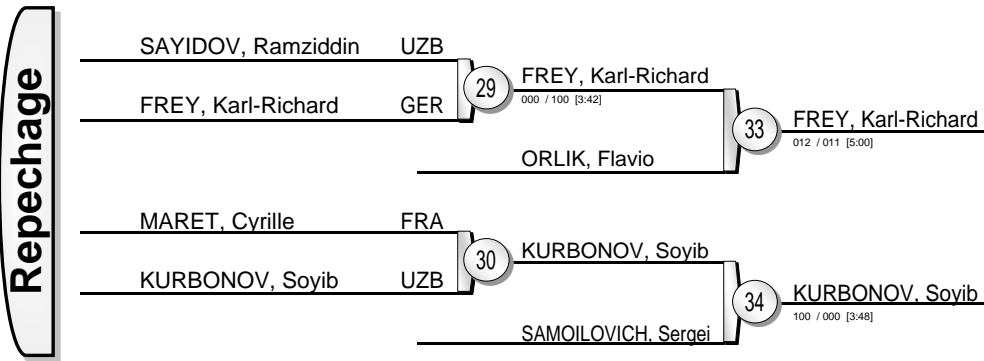 Repechage
SAYIDOV, Ramziddin UZB
29
FREY, Karl-Richard
000 / 100 [3:42]
FREY, Karl-Richard GER
33
FREY, Karl-Richard
012 / 011 [5:00]
ORLIK, Flavio
MARET, Cyrille FRA
30
KURBONOV, Soyib
KURBONOV, Soyib UZB
34
KURBONOV, Soyib
100 / 000 [3:48]
SAMOILOVICH, Sergei